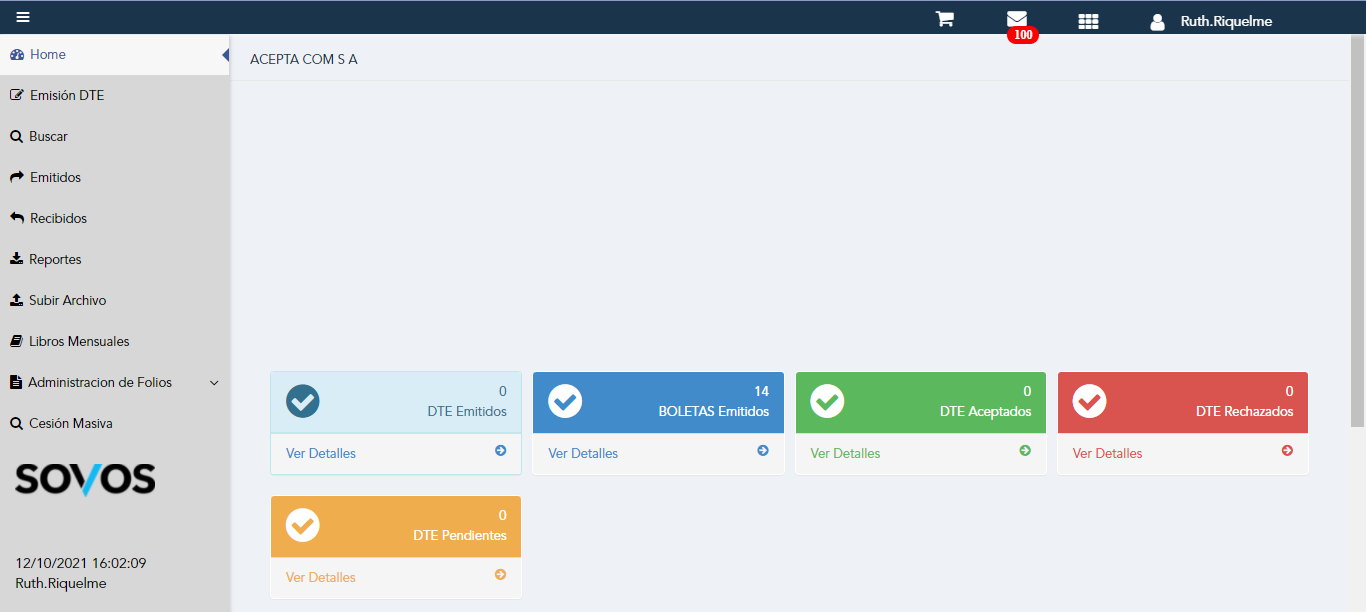 100
Ruth.Riquelme
Home
ACEPTA COM S A
Emisión DTE
Buscar
Emitidos
Recibidos
Reportes
Subir Archivo
Libros Mensuales
Administracion de Folios
Cesión Masiva
SOVOS
12/10/2021 16:02:09
Ruth.Riquelme
0
DTE Emitidos
Ver Detalles
14
BOLETAS Emitidos
Ver Detalles
0
DTE Aceptados
Ver Detalles
0
DTE Rechazados
Ver Detalles
0
DTE Pendientes
Ver Detalles